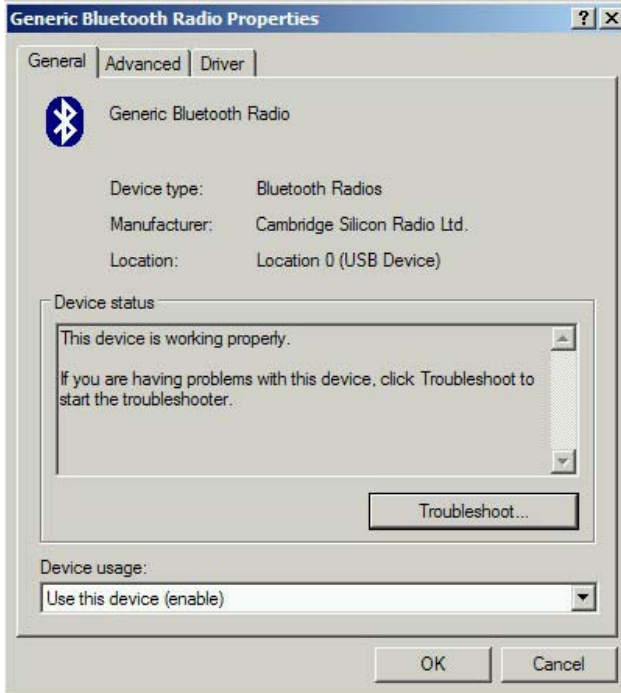 Generic Bluetooth Radio Properties
General Advanced Driver
Generic Bluetooth Radio
Device type: Bluetooth Radios
Manufacturer: Cambridge Silicon Radio Ltd.
Location: Location 0 (USB Device)
Device status
This device is working properly.
If you are having problems with this device, click Troubleshoot to
start the troubleshooter.
Troubleshoot...
Device usage:
Use this device (enable)
OK Cancel